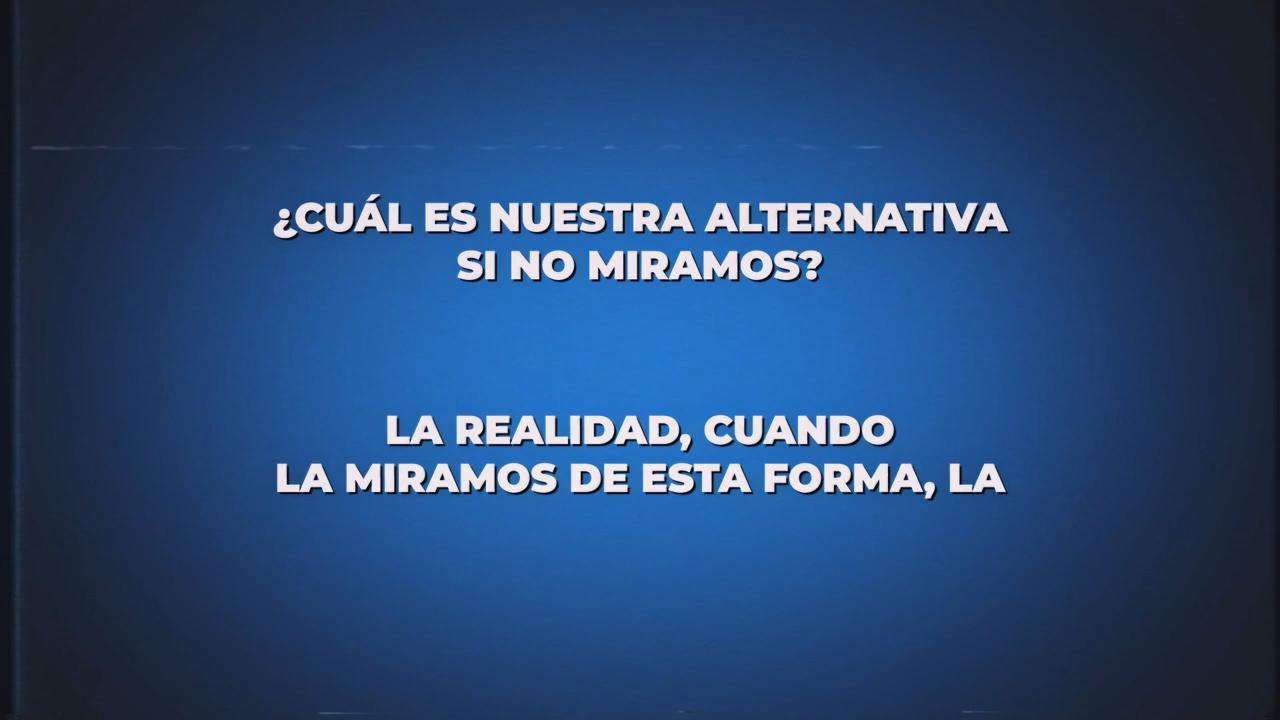 ¿CUÁL ES NUESTRA ALTERNATIVA
SI NO MIRAMOS?
LA REALIDAD, CUANDO
LA MIRAMOS DE ESTA FORMA, LA